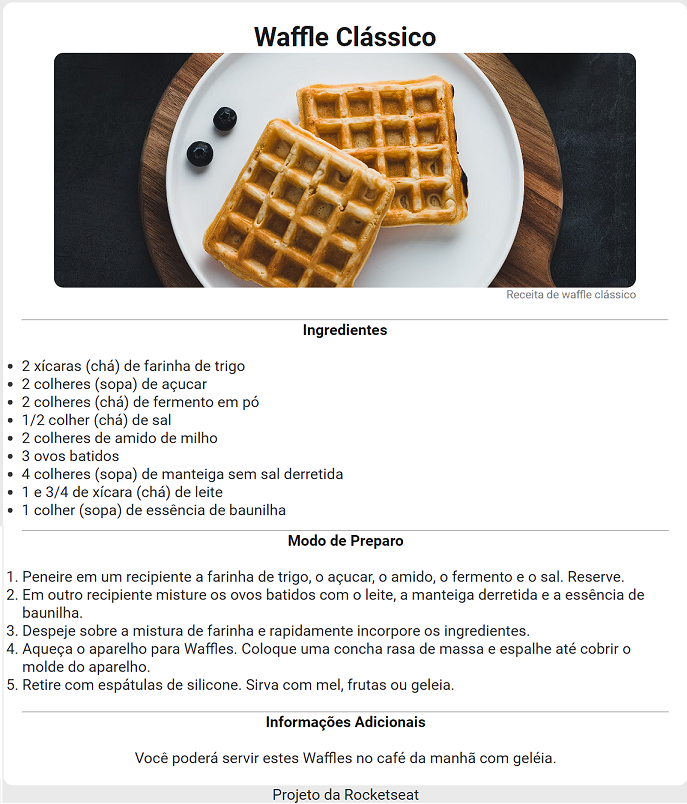 Waffle Clássico
Receita de waffle clássico
Ingredientes
2 xícaras (chá) de farinha de trigo
2 colheres (sopa) de açucar
2 colheres (chá) de fermento em pó
1/2 colher (chá) de sal
2 colheres de amido de milho
3 ovos batidos
4 colheres (sopa) de manteiga sem sal derretida
1 e 3/4 de xícara (chá) de leite
1 colher (sopa) de essência de baunilha
Modo de Preparo
1. Peneire em um recipiente a farinha de trigo, o açucar, o amido, o fermento e o sal. Reserve.
2. Em outro recipiente misture os ovos batidos com o leite, a manteiga derretida e a essência de
baunilha.
3. Despeje sobre a mistura de farinha e rapidamente incorpore os ingredientes.
4. Aqueça o aparelho para Waffles. Coloque uma concha rasa de massa e espalhe até cobrir o
molde do aparelho.
5. Retire com espátulas de silicone. Sirva com mel, frutas ou geleia.
Informações Adicionais
Você poderá servir estes Waffles no café da manhã com geléia.
Projeto da Rocketseat